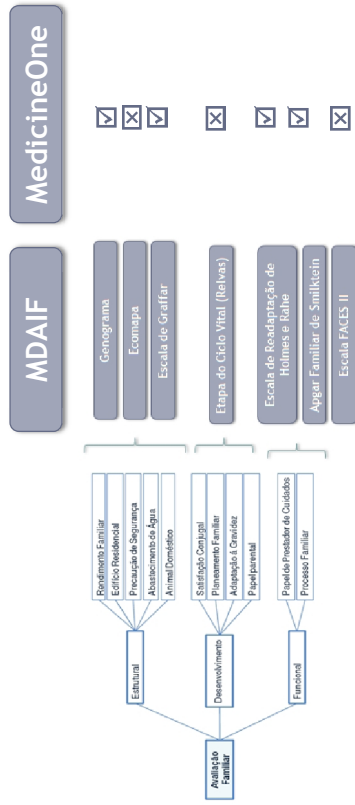 MDAIF
MedicineOne
Avaliação
Familiar
Estrutural
Rendimento Familiar
Edifício Residencial
Precaução de Segurança
Abastecimento de Água
Animal Doméstico
Genograma
Ecomapa
Escala de Graffar
Desenvolvimento
Satisfação Conjugal
Planeamento Familiar
Adaptação à Gravidez
Papel parental
Etapa do Ciclo Vital (Relvas)
Funcional
Papel de Prestador de Cuidados
Processo Familiar
Escala de Readaptação de
Holmes e Rahe
Apgar Familiar de Smilktein
Escala FACES II